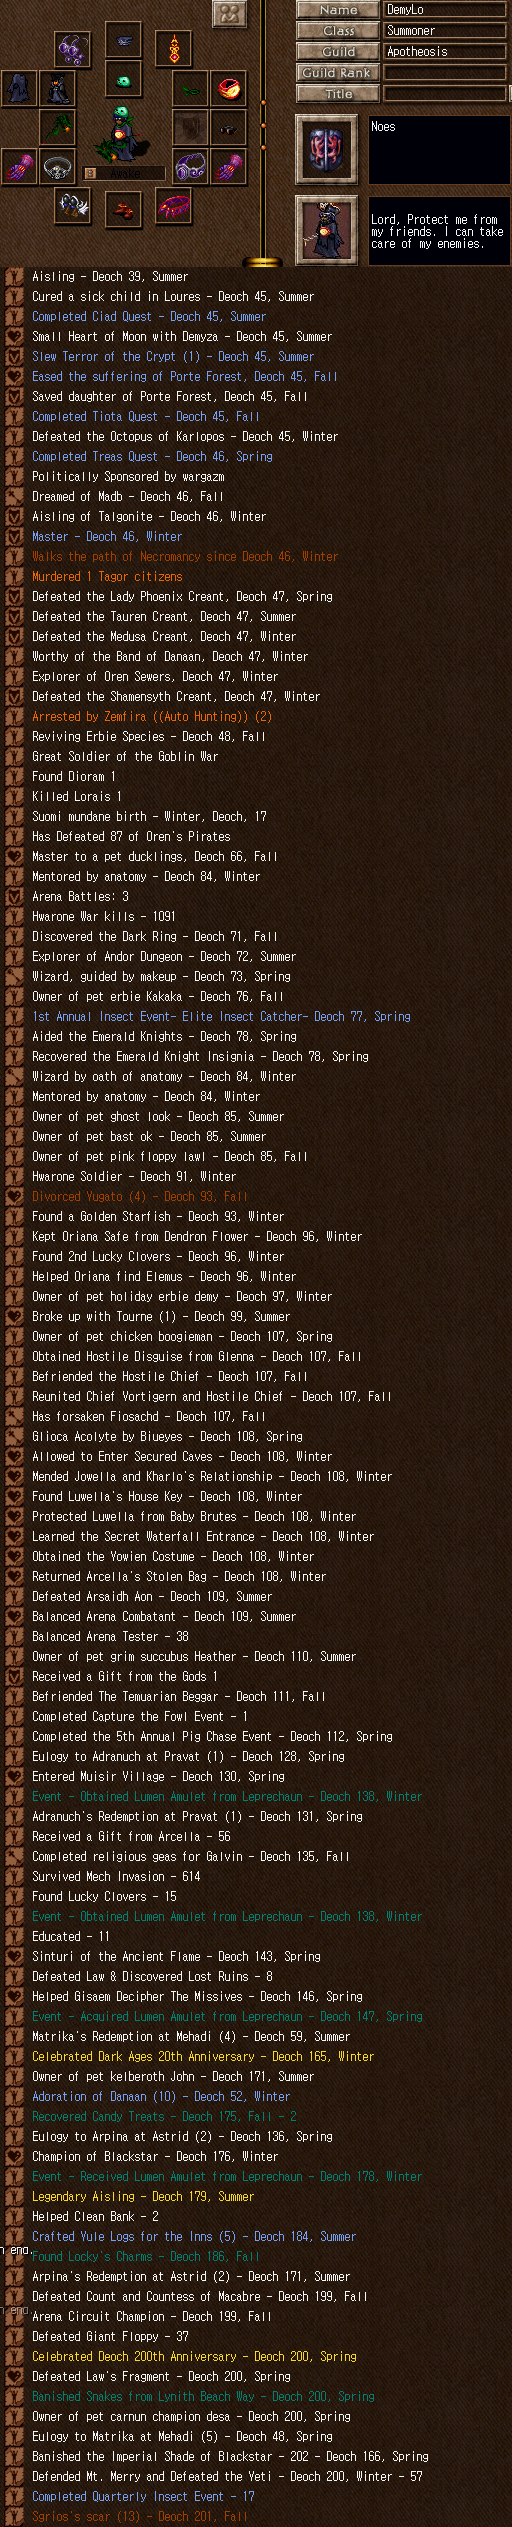 Name
DemyLo
Class
Summoner
Guild
Apotheosis
Guild Rank
Title
Awake
Noes
Lord, Protect me from
my friends. I can take
care of my enemies.
Aisling - Deoch 39, Summer
Cured a sick child in Loures - Deoch 45, Summer
Completed Ciad Quest - Deoch 45, Summer
Small Heart of Moon with Demyza - Deoch 45, Summer
Slew Terror of the Crypt (1) - Deoch 45, Summer
Eased the suffering of Porte Forest, Deoch 45, Fall
Saved daughter of Porte Forest, Deoch 45, Fall
Completed Tiota Quest - Deoch 45, Fall
Defeated the Octopus of Karlopos - Deoch 45, Winter
Completed Treas Quest - Deoch 46, Spring
Politically Sponsored by wargazm
Dreamed of Madb - Deoch 46, Fall
Aisling of Talgonite - Deoch 46, Winter
Master - Deoch 46, Winter
Walks the path of Necromancy since Deoch 46, Winter
Murdered 1 Tagor citizens
Defeated the Lady Phoenix Creant, Deoch 47, Spring
Defeated the Tauren Creant, Deoch 47, Summer
Defeated the Medusa Creant, Deoch 47, Winter
Worthy of the Band of Danaan, Deoch 47, Winter
Explorer of Oren Sewers, Deoch 47, Winter
Defeated the Shamensyth Creant, Deoch 47, Winter
Arrested by Zemfira ((Auto Hunting)) (2)
Reviving Erbie Species - Deoch 48, Fall
Great Soldier of the Goblin War
Found Dioram 1
Killed Lorais 1
Suomi mundane birth - Winter, Deoch, 17
Has Defeated 87 of Oren's Pirates
Master to a pet ducklings, Deoch 66, Fall
Mentored by anatomy - Deoch 84, Winter
Arena Battles: 3
Hwarone War kills - 1091
Discovered the Dark Ring - Deoch 71, Fall
Explorer of Andor Dungeon - Deoch 72, Summer
Wizard, guided by makeup - Deoch 73, Spring
Owner of pet erbie Kakaka - Deoch 76, Fall
1st Annual Insect Event- Elite Insect Catcher- Deoch 77, Spring
Aided the Emerald Knights - Deoch 78, Spring
Recovered the Emerald Knight Insignia - Deoch 78, Spring
Wizard by oath of anatomy - Deoch 84, Winter
Mentored by anatomy - Deoch 84, Winter
Owner of pet ghost look - Deoch 85, Summer
Owner of pet bast ok - Deoch 85, Summer
Owner of pet pink floppy lawl - Deoch 85, Fall
Hwarone Soldier - Deoch 91, Winter
Divorced Yugato (4) - Deoch 93, Fall
Found a Golden Starfish - Deoch 93, Winter
Kept Oriana Safe from Dendron Flower - Deoch 96, Winter
Found 2nd Lucky Clovers - Deoch 96, Winter
Helped Oriana find Elemus - Deoch 96, Winter
Owner of pet holiday erbie demy - Deoch 97, Winter
Broke up with Tourne (1) - Deoch 99, Summer
Owner of pet chicken boogieman - Deoch 107, Spring
Obtained Hostile Disguise from Glenna - Deoch 107, Fall
Befriended the Hostile Chief - Deoch 107, Fall
Reunited Chief Vortigern and Hostile Chief - Deoch 107, Fall
Has forsaken Fiosachd - Deoch 107, Fall
Glioca Acolyte by Blueyes - Deoch 108, Spring
Allowed to Enter Secured Caves - Deoch 108, Winter
Mended Jowella and Kharlo's Relationship - Deoch 108, Winter
Found Luwella's House Key - Deoch 108, Winter
Protected Luwella from Baby Brutes - Deoch 108, Winter
Learned the Secret Waterfall Entrance - Deoch 108, Winter
Obtained the Yowien Costume - Deoch 108, Winter
Returned Arcella's Stolen Bag - Deoch 108, Winter
Defeated Arsaidh Aon - Deoch 109, Summer
Balanced Arena Combatant - Deoch 109, Summer
Balanced Arena Tester - 38
Owner of pet grim succubus Heather - Deoch 110, Summer
Received a Gift from the Gods 1
Befriended The Temuarian Beggar - Deoch 111, Fall
Completed Capture the Fowl Event - 1
Completed the 5th Annual Pig Chase Event - Deoch 112, Spring
Eulogy to Adranuch at Pravat (1) - Deoch 128, Spring
Entered Muisir Village - Deoch 130, Spring
Event - Obtained Lumen Amulet from Leprechaun - Deoch 138, Winter
Adranuch's Redemption at Pravat (1) - Deoch 131, Spring
Received a Gift from Arcella - 56
Completed religious geas for Galvin - Deoch 135, Fall
Survived Mech Invasion - 614
Found Lucky Clovers - 15
Event - Obtained Lumen Amulet from Leprechaun - Deoch 138, Winter
Educated - 11
Sinturi of the Ancient Flame - Deoch 143, Spring
Defeated Law & Discovered Lost Ruins - 8
Helped Gisaem Decipher The Missives - Deoch 146, Spring
Event - Acquired Lumen Amulet from Leprechaun - Deoch 147, Spring
Matrika's Redemption at Mehadi (4) - Deoch 59, Summer
Celebrated Dark Ages 20th Anniversary - Deoch 165, Winter
Owner of pet kelberoth John - Deoch 171, Summer
Adoration of Danaan (10) - Deoch 52, Winter
Recovered Candy Treats - Deoch 175, Fall - 2
Eulogy to Arpina at Astrid (2) - Deoch 136, Spring
Champion of Blackstar - Deoch 176, Winter
Event - Received Lumen Amulet from Leprechaun - Deoch 178, Winter
Legendary Aisling - Deoch 179, Summer
Helped Clean Bank - 2
Crafted Yule Logs for the Inns (5) - Deoch 184, Summer
n end.
Found Locky's Charms - Deoch 186, Fall
Arpina's Redemption at Astrid (2) - Deoch 171, Summer
Defeated Count and Countess of Macabre - Deoch 199, Fall
n end.
Arena Circuit Champion - Deoch 199, Fall
Defeated Giant Floppy - 37
Celebrated Deoch 200th Anniversary - Deoch 200, Spring
Defeated Law's Fragment - Deoch 200, Spring
Banished Snakes from Lynith Beach Way - Deoch 200, Spring
Owner of pet carnun champion desa - Deoch 200, Spring
Eulogy to Matrika at Mehadi (5) - Deoch 48, Spring
Banished the Imperial Shade of Blackstar - 202 - Deoch 166, Spring
Defended Mt. Merry and Defeated the Yeti - Deoch 200, Winter - 57
Completed Quarterly Insect Event - 17
Sgrios's scar (13) - Deoch 201, Fall